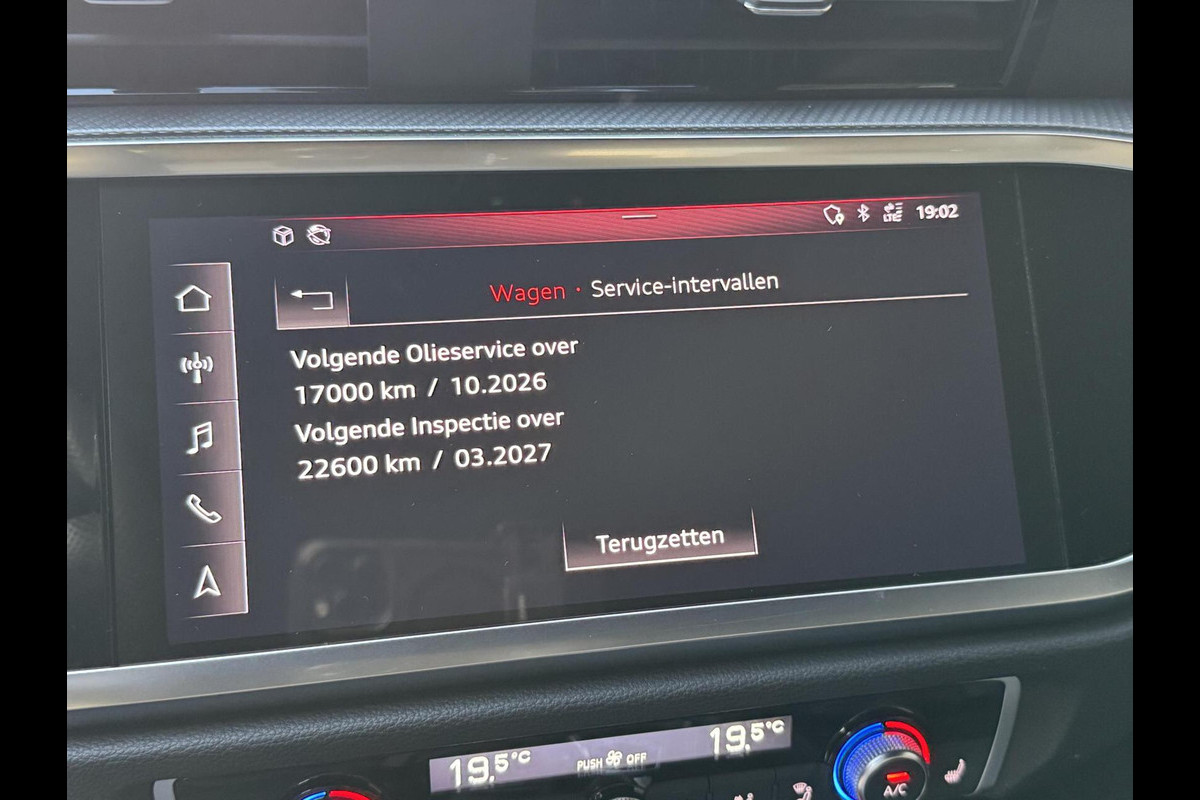 LTE 19:02
Wagen · Service-intervallen
Volgende Olieservice over
17000 km / 10.2026
Volgende Inspectie over
22600 km / 03.2027
Terugzetten
19.5°C PUSH OFF 19.5°C
A/C